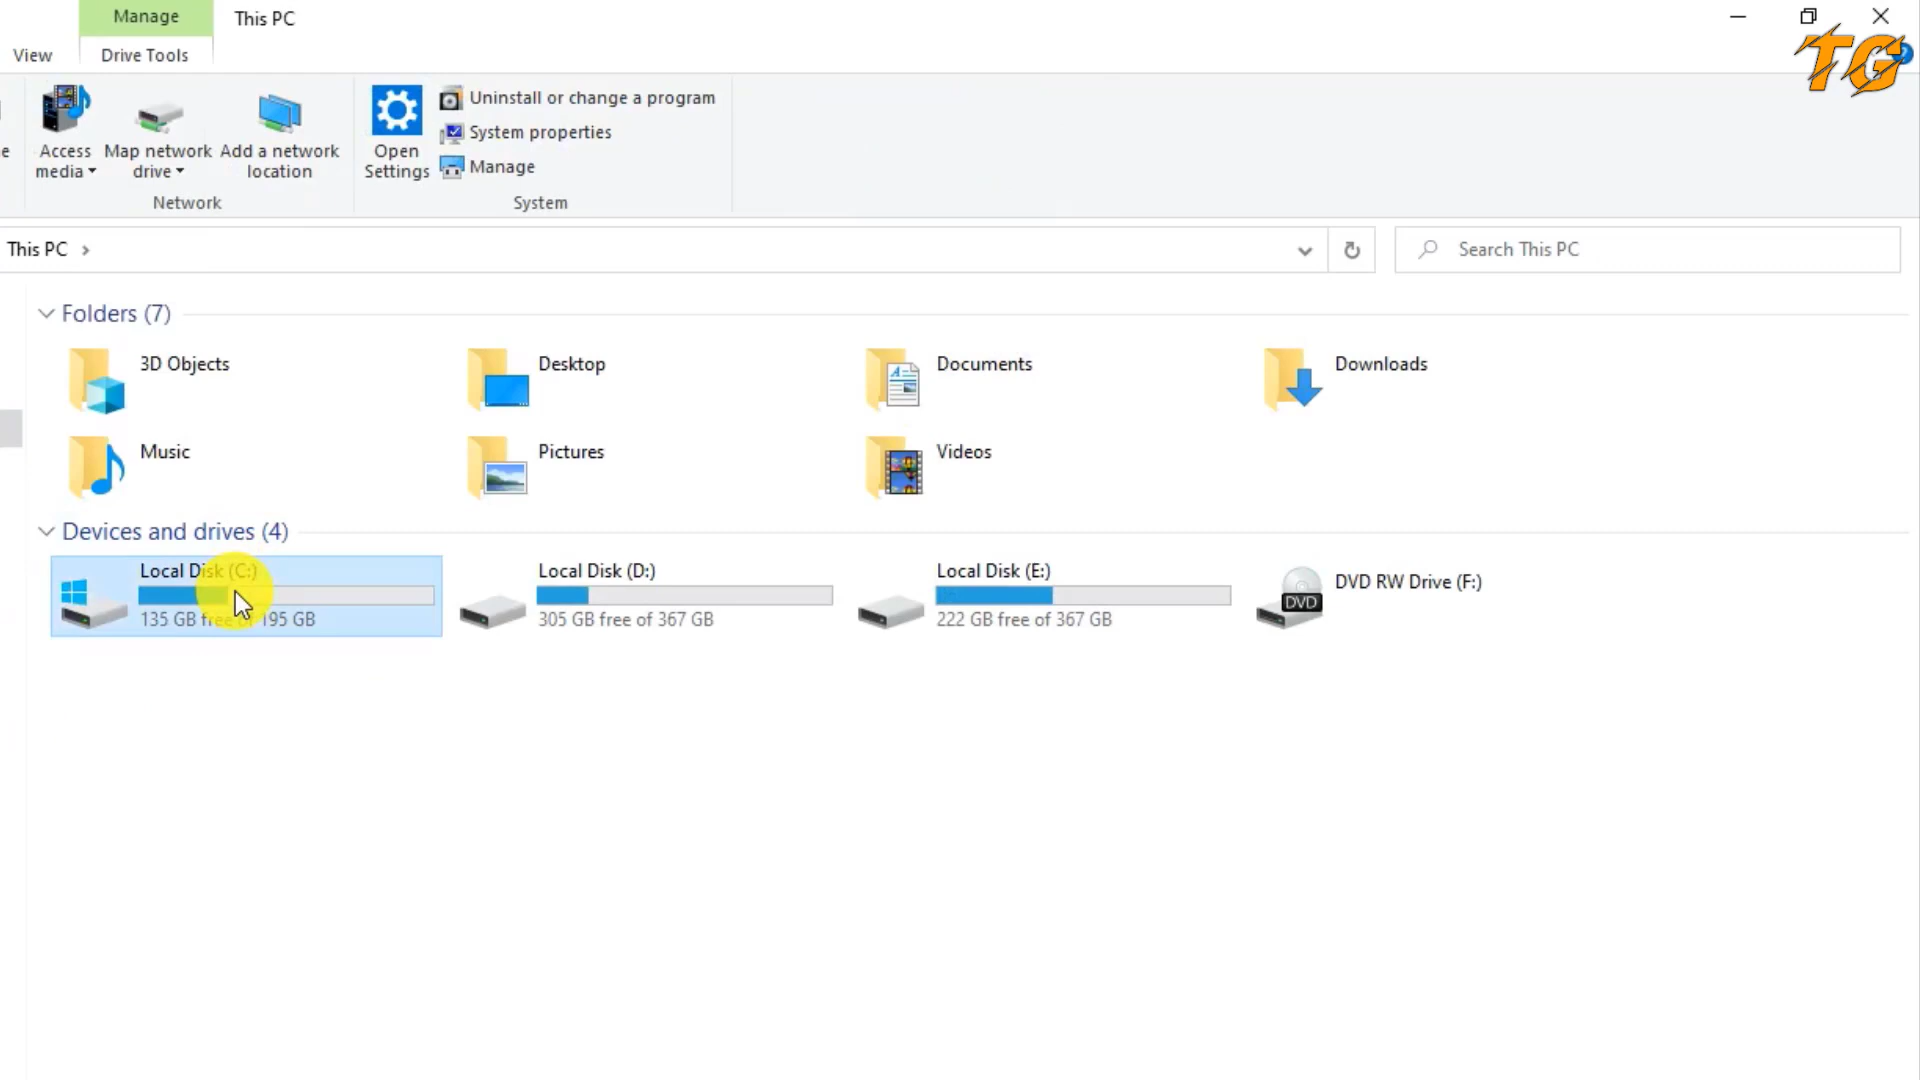 Manage
This PC
View
Drive Tools
TG
Access media
Map network drive
Add a network location
Open Settings
Uninstall or change a program
System properties
Manage
Network
System
This PC
Search This PC
Folders (7)
3D Objects
Desktop
Documents
Downloads
Music
Pictures
Videos
Devices and drives (4)
Local Disk (C:)
135 GB free of 195 GB
Local Disk (D:)
305 GB free of 367 GB
Local Disk (E:)
222 GB free of 367 GB
DVD RW Drive (F:)
DVD